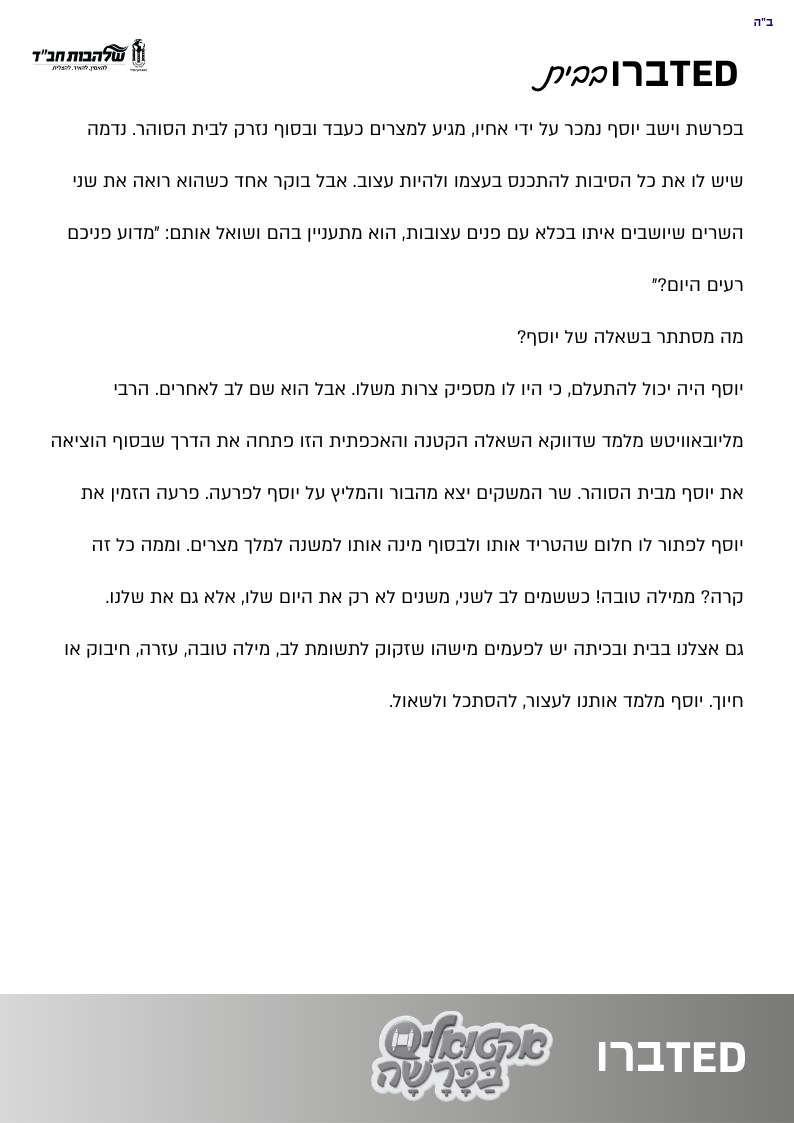 ב"ה
שלהבות חב"ד
להאמין. להאיר. להצליח.
TEDברו בבית
בפרשת וישב יוסף נמכר על ידי אחיו, מגיע למצרים כעבד ובסוף נזרק לבית הסוהר. נדמה
שיש לו את כל הסיבות להתכנס בעצמו ולהיות עצוב. אבל בוקר אחד כשהוא רואה את שני
השרים שיושבים איתו בכלא עם פנים עצובות, הוא מתעניין בהם ושואל אותם: "מדוע פניכם
רעים היום?"
מה מסתתר בשאלה של יוסף?
יוסף היה יכול להתעלם, כי היו לו מספיק צרות משלו. אבל הוא שם לב לאחרים. הרבי
מליובאוויטש מלמד שדווקא השאלה הקטנה והאכפתית הזו פתחה את הדרך שבסוף הוציאה
את יוסף מבית הסוהר. שר המשקים יצא מהבור והמליץ על יוסף לפרעה. פרעה הזמין את
יוסף לפתור לו חלום שהטריד אותו ולבסוף מינה אותו למשנה למלך מצרים. וממה כל זה
קרה? ממילה טובה! כששמים לב לשני, משנים לא רק את היום שלו, אלא גם את שלנו.
גם אצלנו בבית ובכיתה יש לפעמים מישהו שזקוק לתשומת לב, מילה טובה, עזרה, חיבוק או
חיוך. יוסף מלמד אותנו לעצור, להסתכל ולשאול.
TEDברו
אקטואלים
בַּפָּרָשָׁה